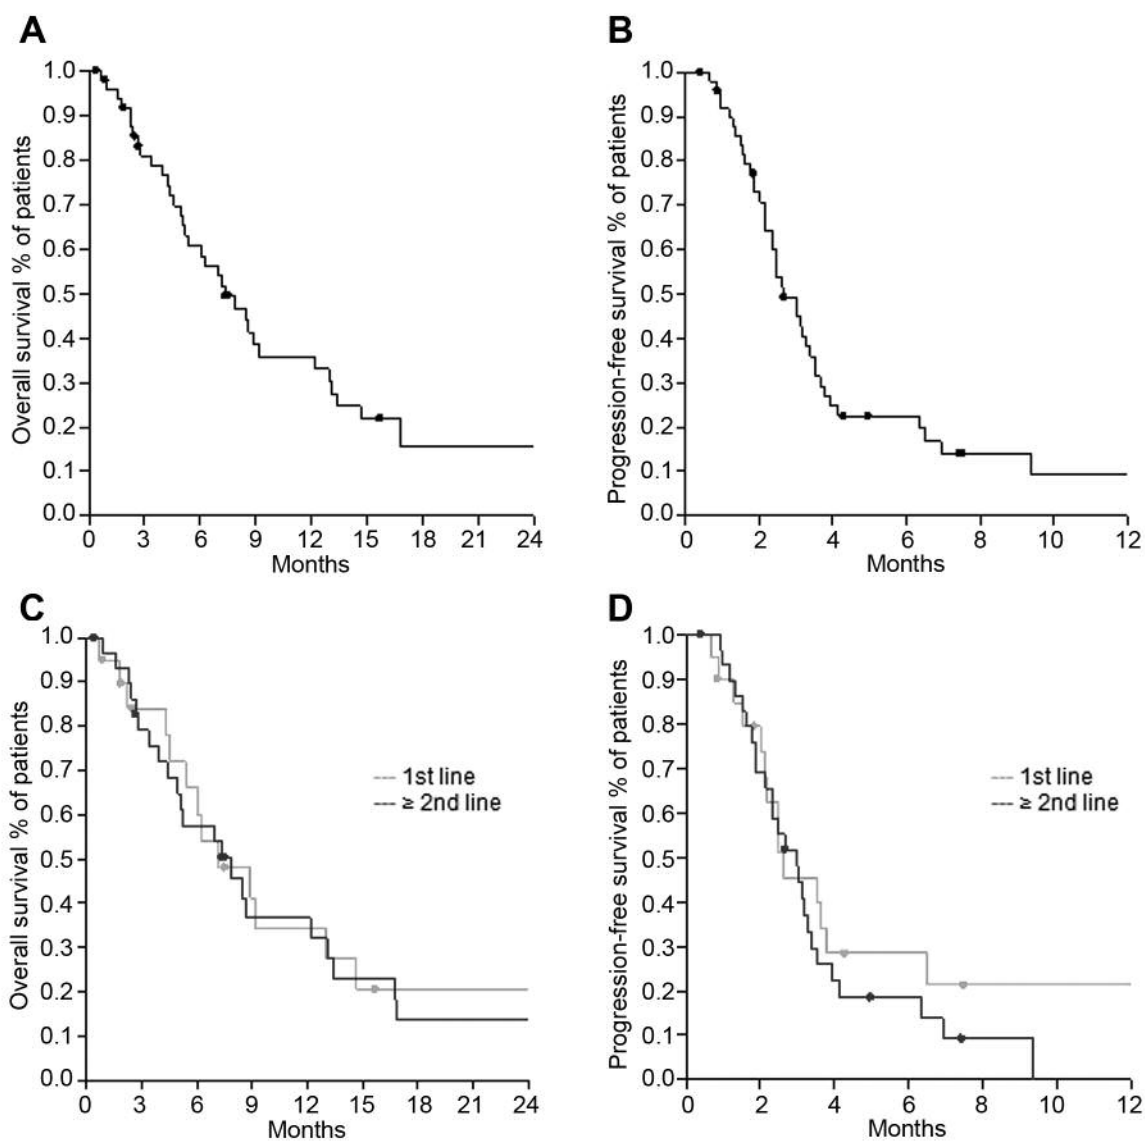 A
Overall survival % of patients
1.0
0.9
0.8
0.7
0.6
0.5
0.4
0.3
0.2
0.1
0.0
0 3 6 9 12 15 18 21 24
Months
B
Progression-free survival % of patients
1.0
0.9
0.8
0.7
0.6
0.5
0.4
0.3
0.2
0.1
0.0
0 2 4 6 8 10 12
Months
C
Overall survival % of patients
1.0
0.9
0.8
0.7
0.6
0.5
0.4
0.3
0.2
0.1
0.0
1st line
≥ 2nd line
0 3 6 9 12 15 18 21 24
Months
D
Progression-free survival % of patients
1.0
0.9
0.8
0.7
0.6
0.5
0.4
0.3
0.2
0.1
0.0
1st line
≥ 2nd line
0 2 4 6 8 10 12
Months